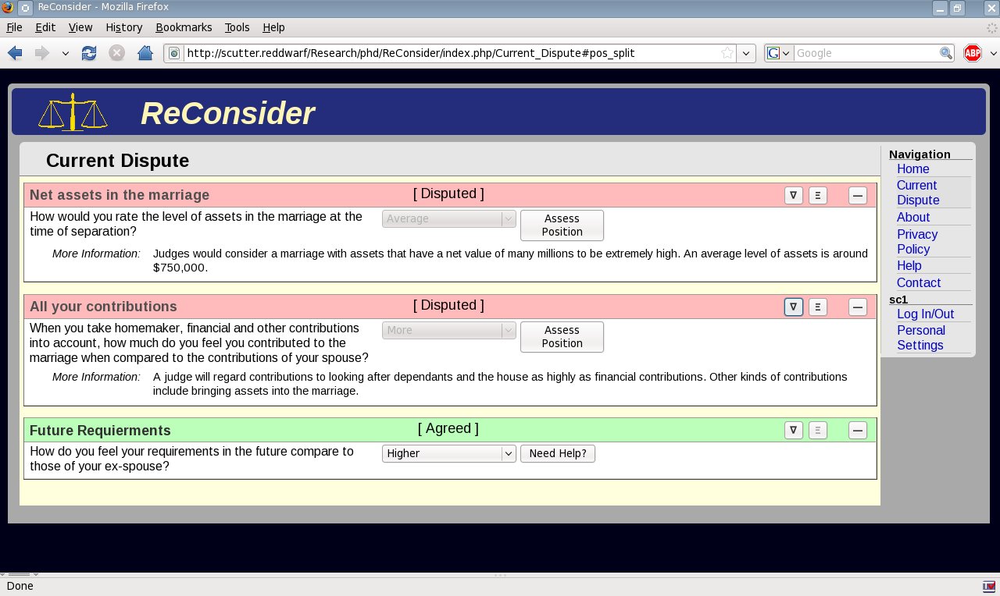 ReConsider - Mozilla Firefox
File Edit View History Bookmarks Tools Help
http://scutter.reddwarf/Research/phd/ReConsider/index.php/Current_Dispute#pos_split
G Google
ABP
ReConsider
Current Dispute
Net assets in the marriage [ Disputed ] ∇ Ξ —
How would you rate the level of assets in the marriage at the
time of separation?
Average
Assess
Position
More Information: Judges would consider a marriage with assets that have a net value of many millions to be extremely high. An average level of assets is around
$750,000.
All your contributions [ Disputed ] ∇ Ξ —
When you take homemaker, financial and other contributions
into account, how much do you feel you contributed to the
marriage when compared to the contributions of your spouse?
More
Assess
Position
More Information: A judge will regard contributions to looking after dependants and the house as highly as financial contributions. Other kinds of contributions
include bringing assets into the marriage.
Future Requierments [ Agreed ] ∇ Ξ —
How do you feel your requirements in the future compare to
those of your ex-spouse?
Higher
Need Help?
Navigation
Home
Current
Dispute
About
Privacy
Policy
Help
Contact
sc1
Log In/Out
Personal
Settings
Done